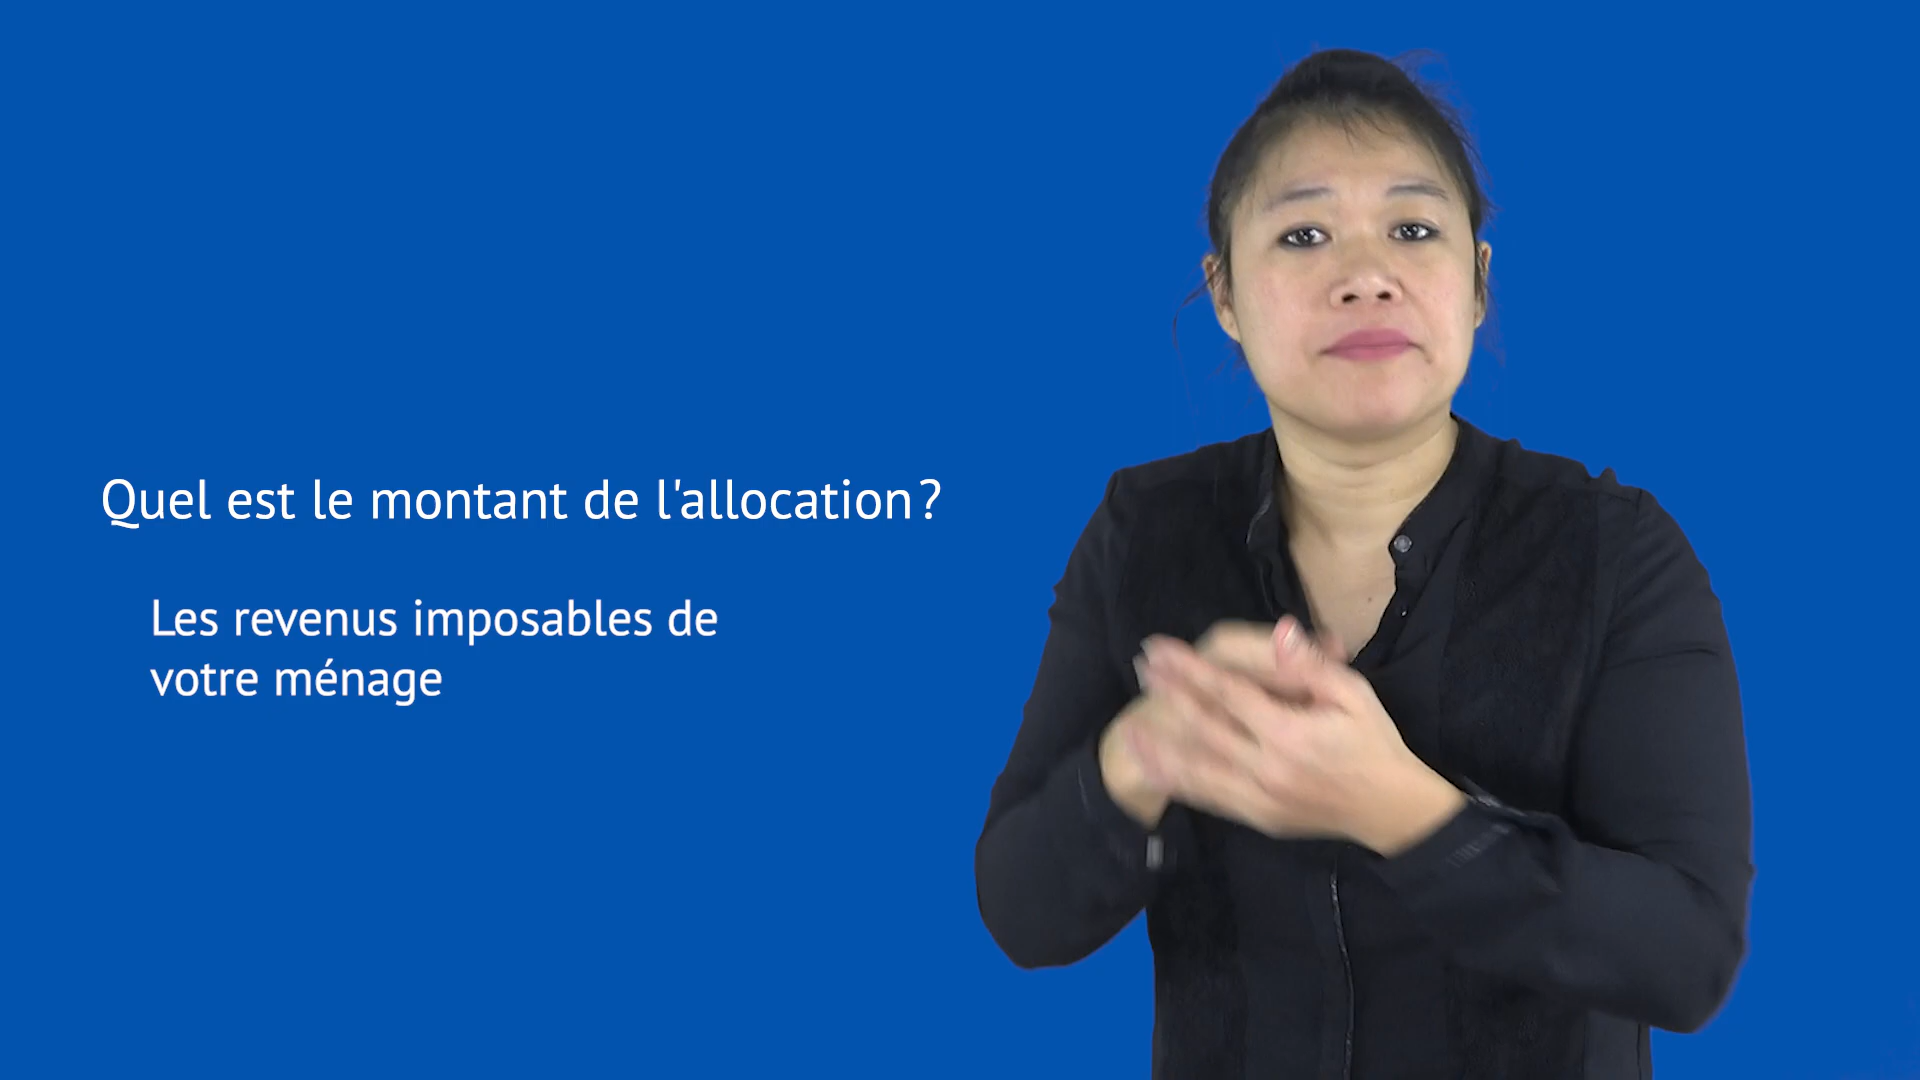 Quel est le montant de l'allocation ?
Les revenus imposables de
votre ménage